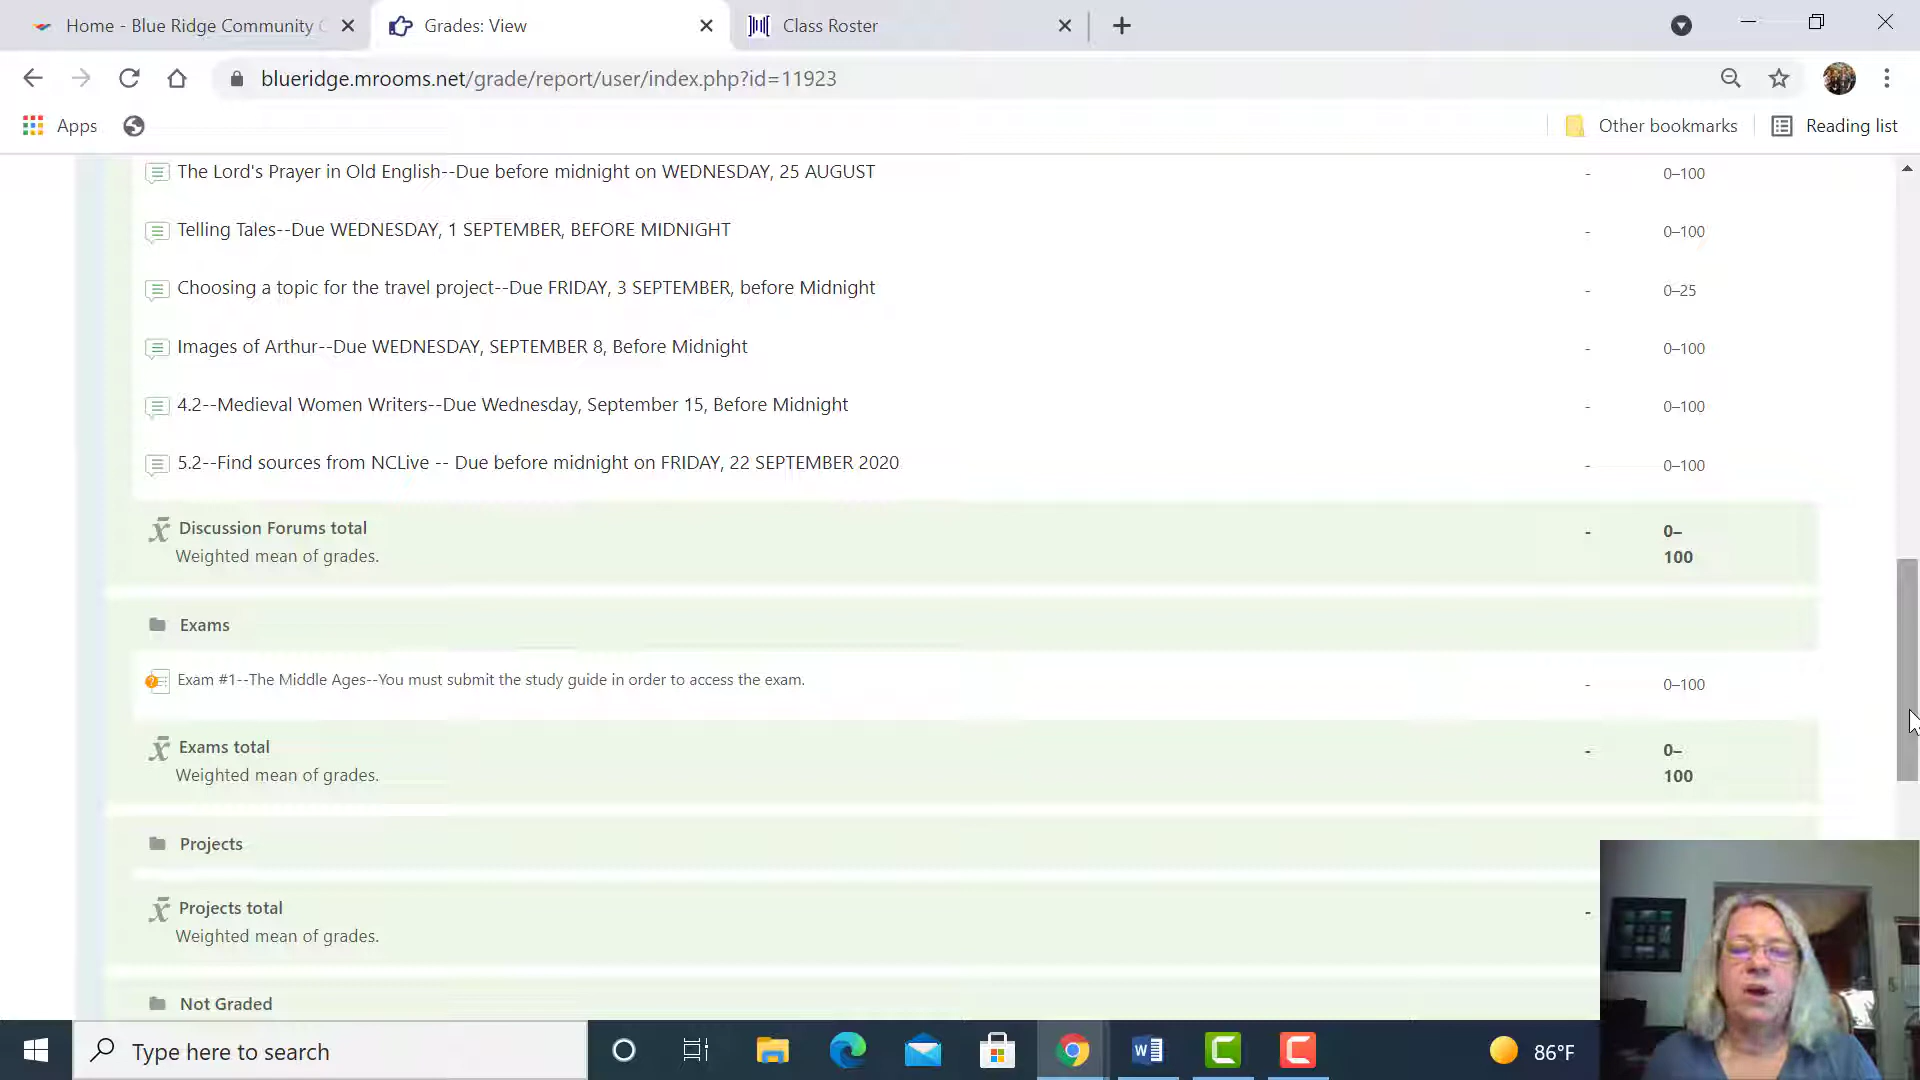 Home - Blue Ridge Community C
Grades: View
Class Roster
blueridge.mrooms.net/grade/report/user/index.php?id=11923
Apps
Other bookmarks
Reading list
The Lord's Prayer in Old English--Due before midnight on WEDNESDAY, 25 AUGUST - 0–100
Telling Tales--Due WEDNESDAY, 1 SEPTEMBER, BEFORE MIDNIGHT - 0–100
Choosing a topic for the travel project--Due FRIDAY, 3 SEPTEMBER, before Midnight - 0–25
Images of Arthur--Due WEDNESDAY, SEPTEMBER 8, Before Midnight - 0–100
4.2--Medieval Women Writers--Due Wednesday, September 15, Before Midnight - 0–100
5.2--Find sources from NCLive -- Due before midnight on FRIDAY, 22 SEPTEMBER 2020 - 0–100
Discussion Forums total - 0–
Weighted mean of grades. 100
Exams
Exam #1--The Middle Ages--You must submit the study guide in order to access the exam. - 0–100
Exams total - 0–
Weighted mean of grades. 100
Projects
Projects total -
Weighted mean of grades.
Not Graded
Type here to search
86°F